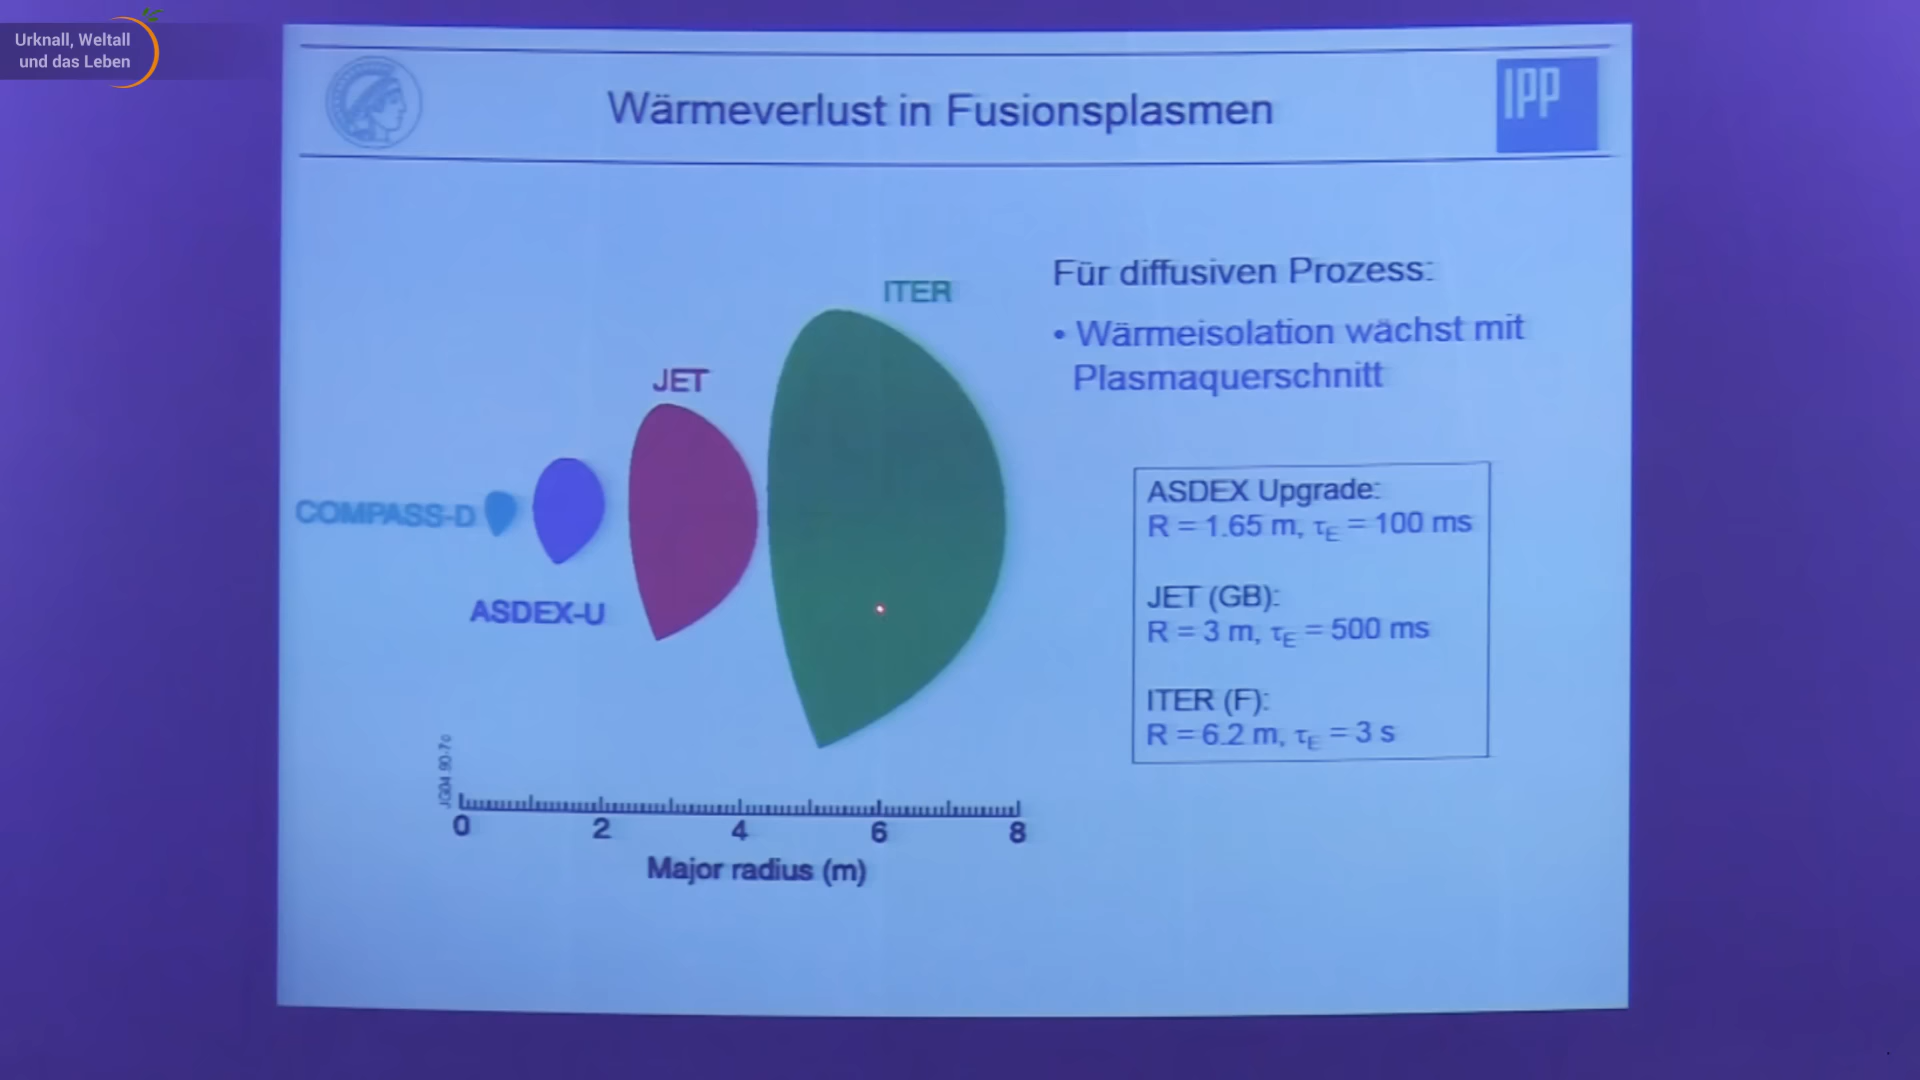 Urknall, Weltall
und das Leben
Wärmeverlust in Fusionsplasmen
IPP
ITER
JET
COMPASS-D
ASDEX-U
Für diffusiven Prozess:
• Wärmeisolation wächst mit
Plasmaquerschnitt
ASDEX Upgrade:
R = 1.65 m, τE = 100 ms
JET (GB):
R = 3 m, τE = 500 ms
ITER (F):
R = 6.2 m, τE = 3 s
0 2 4 6 8
Major radius (m)